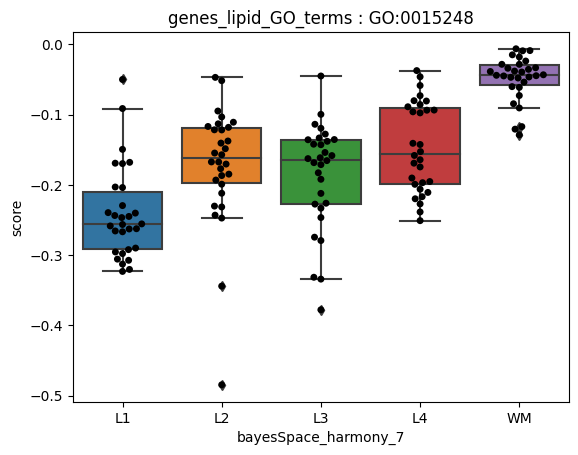 genes_lipid_GO_terms : GO:0015248
0.0
−0.1
−0.2
−0.3
−0.4
−0.5
score
L1 L2 L3 L4 WM
bayesSpace_harmony_7